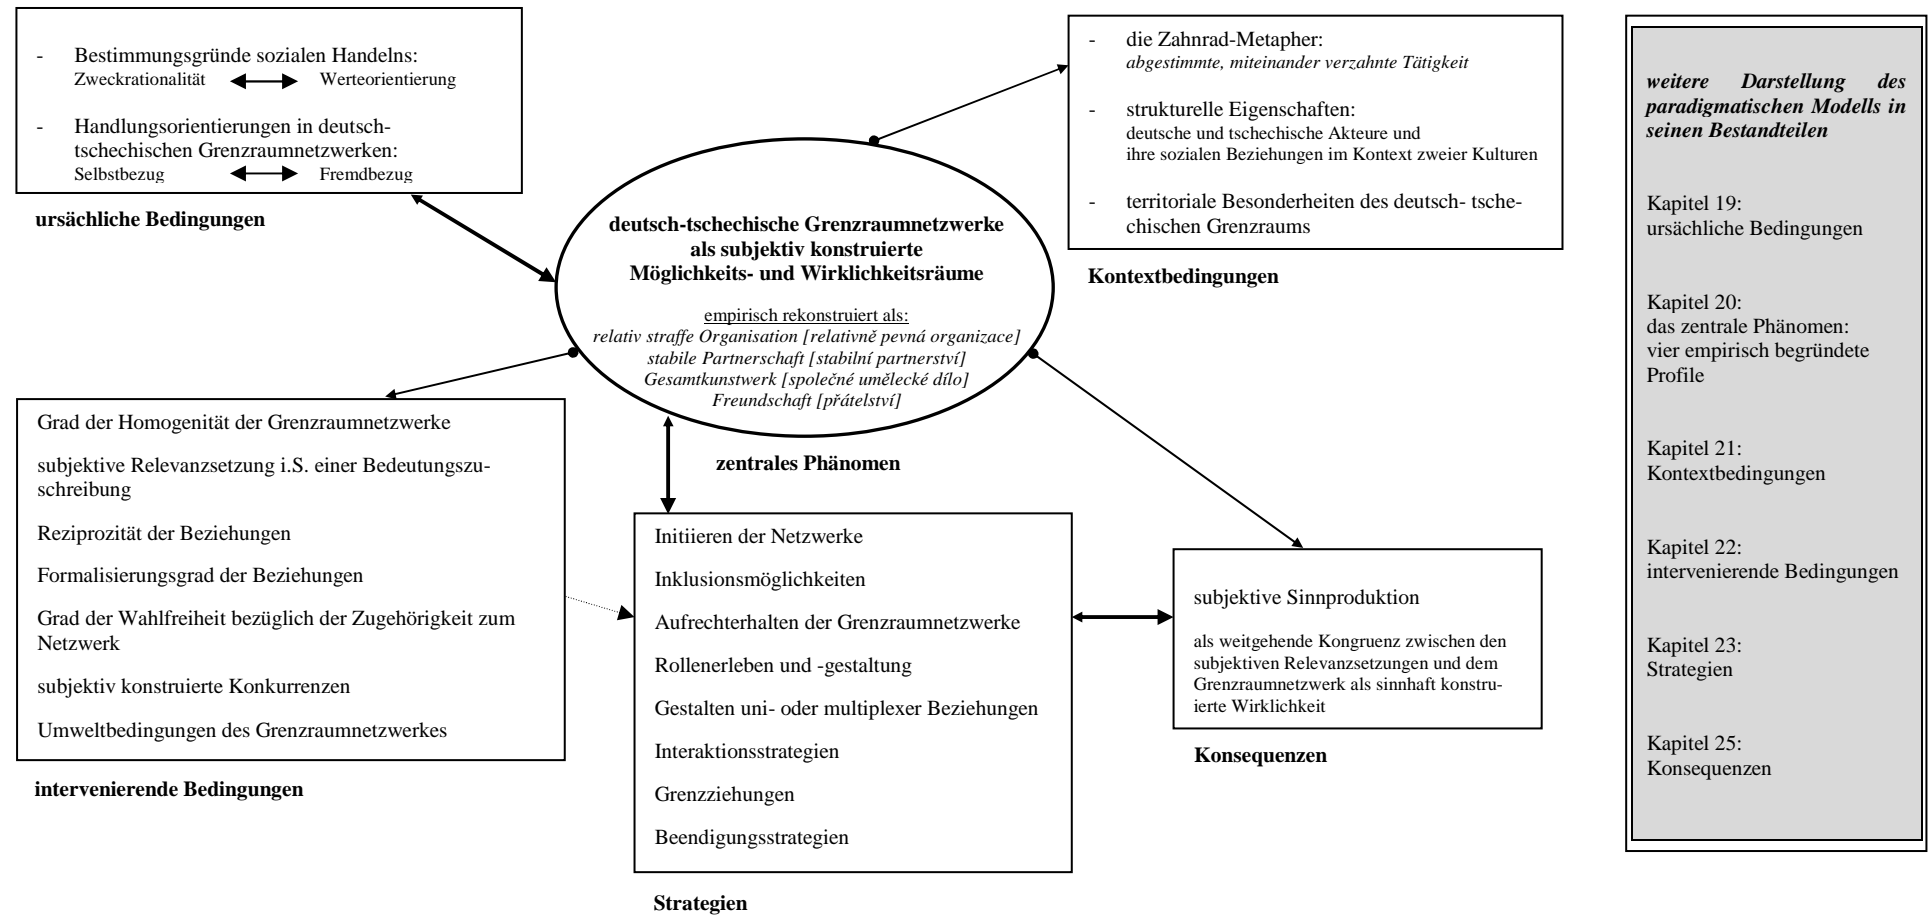 - Bestimmungsgründe sozialen Handelns:
Zweckrationalität Werteorientierung
- Handlungsorientierungen in deutsch-
tschechischen Grenzraumnetzwerken:
Selbstbezug Fremdbezug
ursächliche Bedingungen
- die Zahnrad-Metapher:
abgestimmte, miteinander verzahnte Tätigkeit
- strukturelle Eigenschaften:
deutsche und tschechische Akteure und
ihre sozialen Beziehungen im Kontext zweier Kulturen
- territoriale Besonderheiten des deutsch- tsche-
chischen Grenzraums
Kontextbedingungen
deutsch-tschechische Grenzraumnetzwerke
als subjektiv konstruierte
Möglichkeits- und Wirklichkeitsräume
empirisch rekonstruiert als:
relativ straffe Organisation [relativně pevná organizace]
stabile Partnerschaft [stabilní partnerství]
Gesamtkunstwerk [společné umělecké dílo]
Freundschaft [přátelství]
zentrales Phänomen
Grad der Homogenität der Grenzraumnetzwerke
subjektive Relevanzsetzung i.S. einer Bedeutungszu-
schreibung
Reziprozität der Beziehungen
Formalisierungsgrad der Beziehungen
Grad der Wahlfreiheit bezüglich der Zugehörigkeit zum
Netzwerk
subjektiv konstruierte Konkurrenzen
Umweltbedingungen des Grenzraumnetzwerkes
intervenierende Bedingungen
Initiieren der Netzwerke
Inklusionsmöglichkeiten
Aufrechterhalten der Grenzraumnetzwerke
Rollenerleben und -gestaltung
Gestalten uni- oder multiplexer Beziehungen
Interaktionsstrategien
Grenzziehungen
Beendigungsstrategien
Strategien
subjektive Sinnproduktion
als weitgehende Kongruenz zwischen den
subjektiven Relevanzsetzungen und dem
Grenzraumnetzwerk als sinnhaft konstru-
ierte Wirklichkeit
Konsequenzen
weitere Darstellung des
paradigmatischen Modells in
seinen Bestandteilen
Kapitel 19:
ursächliche Bedingungen
Kapitel 20:
das zentrale Phänomen:
vier empirisch begründete
Profile
Kapitel 21:
Kontextbedingungen
Kapitel 22:
intervenierende Bedingungen
Kapitel 23:
Strategien
Kapitel 25:
Konsequenzen